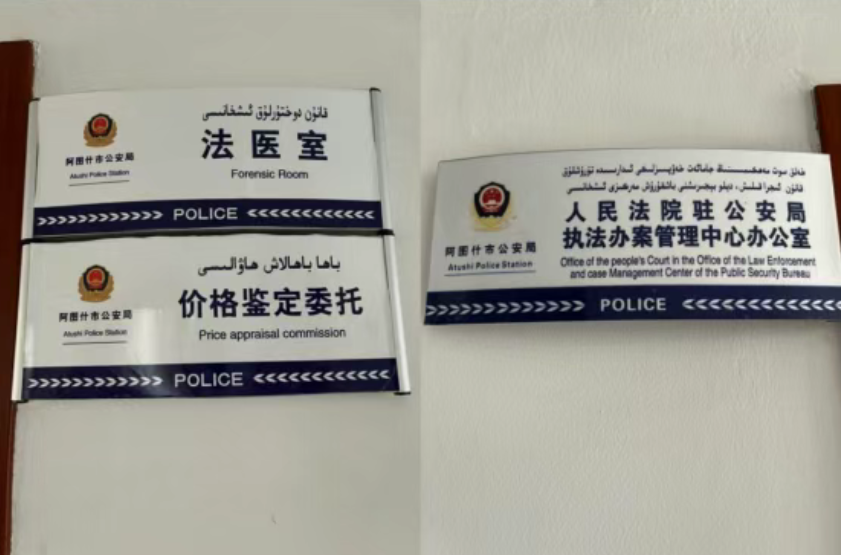 قانۇن دوختۇرلۇق ئىشخانىسى
法医室
Forensic Room
阿图什市公安局
Atushi Police Station
POLICE
باھا باھالاش ھاۋالىسى
价格鉴定委托
Price appraisal commission
阿图什市公安局
Atushi Police Station
POLICE
人民法院驻公安局
执法办案管理中心办公室
Office of the people's Court in the Office of the Law Enforcement
and case Management Center of the Public Security Bureau
阿图什市公安局
Atushi Police Station
POLICE